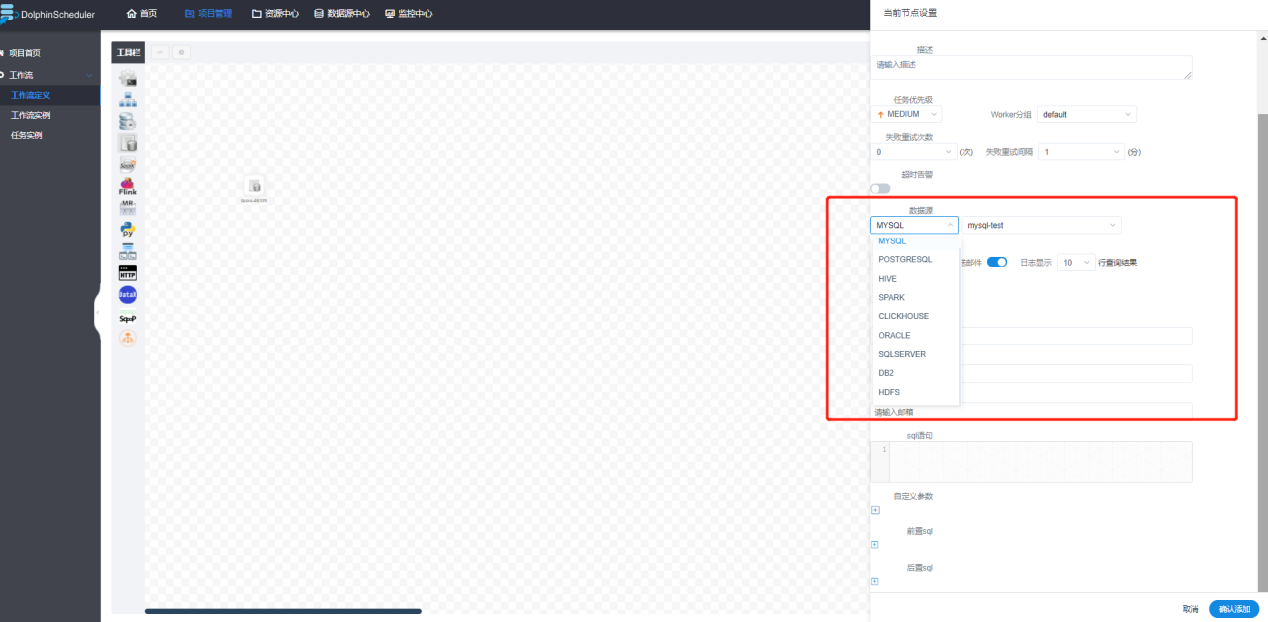 DolphinScheduler
首页
项目管理
资源中心
数据源中心
监控中心
项目首页
工作流
工作流定义
工作流实例
任务实例
工具栏
Spark
Flink
MR
py
HTTP
DataX
SqooP
当前节点设置
描述
请输入描述
任务优先级
MEDIUM
Worker分组
default
失败重试次数
0
(次)
失败重试间隔
1
(分)
超时告警
数据源
MYSQL
mysql-test
MYSQL
POSTGRESQL
HIVE
SPARK
CLICKHOUSE
ORACLE
SQLSERVER
DB2
HDFS
邮件
日志显示
10
行查询结果
请输入邮箱
sql语句
1
自定义参数
前置sql
后置sql
取消
确认添加